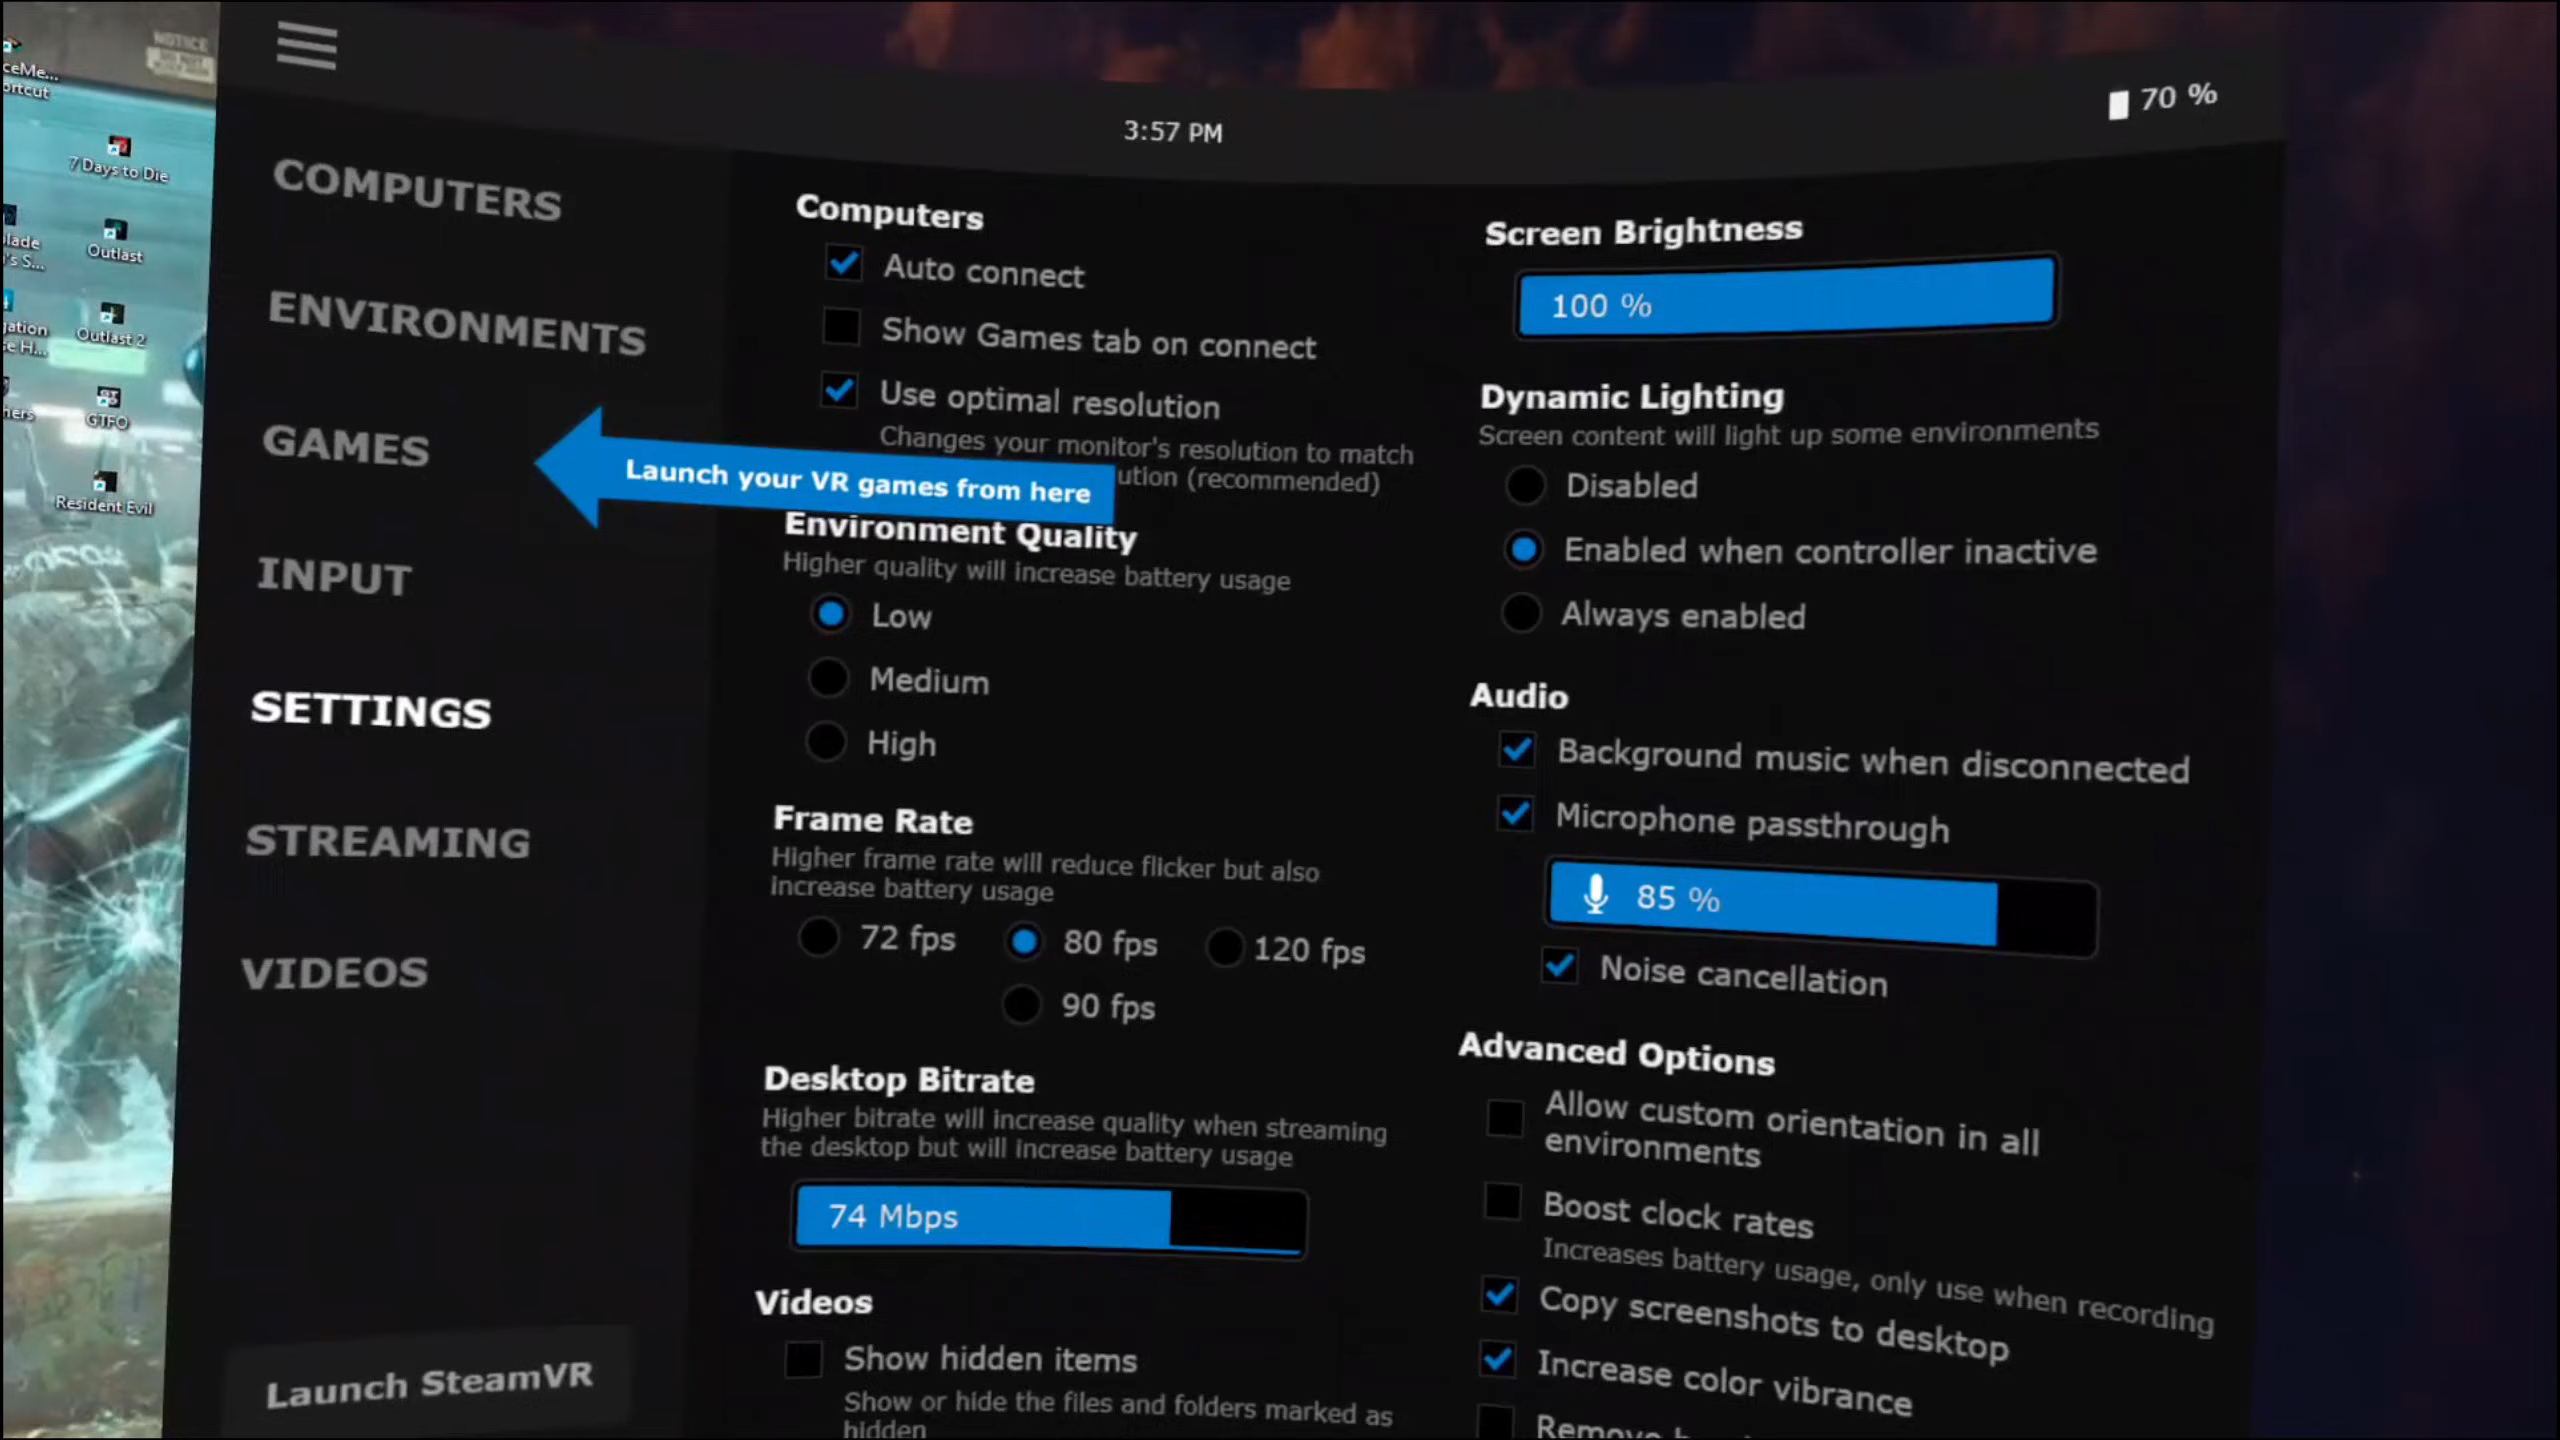 NOTICE
ortcut
7 Days to Die
Outlast
Outlast 2
GTFO
Resident Evil
3:57 PM
70 %
COMPUTERS
ENVIRONMENTS
GAMES
INPUT
SETTINGS
STREAMING
VIDEOS
Launch SteamVR
Launch your VR games from here
Computers
Auto connect
Show Games tab on connect
Use optimal resolution
Changes your monitor's resolution to match
ution (recommended)
Environment Quality
Higher quality will increase battery usage
Low
Medium
High
Frame Rate
Higher frame rate will reduce flicker but also
increase battery usage
72 fps
80 fps
120 fps
90 fps
Desktop Bitrate
Higher bitrate will increase quality when streaming
the desktop but will increase battery usage
74 Mbps
Videos
Show hidden items
Show or hide the files and folders marked as
hidden
Screen Brightness
100 %
Dynamic Lighting
Screen content will light up some environments
Disabled
Enabled when controller inactive
Always enabled
Audio
Background music when disconnected
Microphone passthrough
85 %
Noise cancellation
Advanced Options
Allow custom orientation in all
environments
Boost clock rates
Increases battery usage, only use when recording
Copy screenshots to desktop
Increase color vibrance
Remove